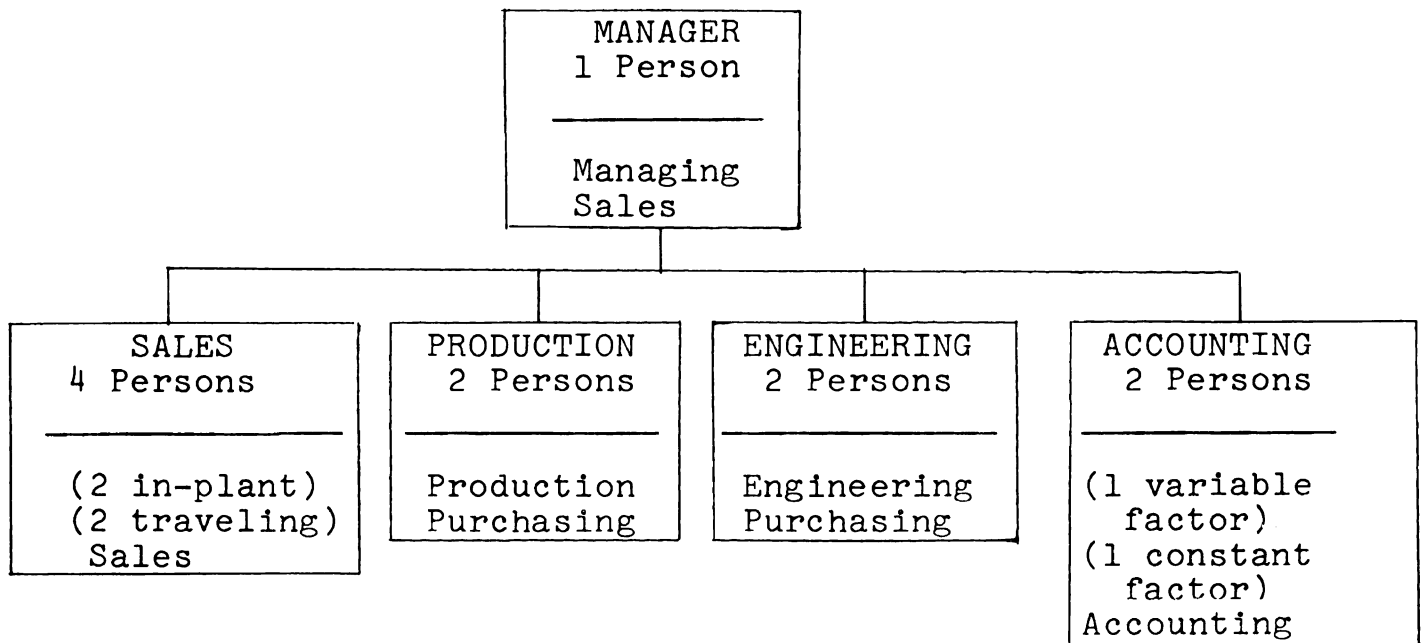 MANAGER
1 Person
Managing
Sales
SALES
4 Persons
(2 in-plant)
(2 traveling)
Sales
PRODUCTION
2 Persons
Production
Purchasing
ENGINEERING
2 Persons
Engineering
Purchasing
ACCOUNTING
2 Persons
(1 variable
factor)
(1 constant
factor)
Accounting